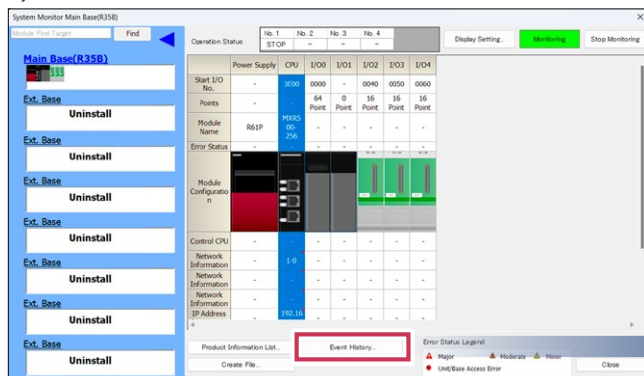 System Monitor Main Base(R35B)
Module Find Target
Find
Main Base(R35B)
Ext. Base
Uninstall
Ext. Base
Uninstall
Ext. Base
Uninstall
Ext. Base
Uninstall
Ext. Base
Uninstall
Ext. Base
Uninstall
Ext. Base
Uninstall
Operation Status
No. 1 No. 2 No. 3 No. 4
STOP - - -
Display Setting...
Monitoring
Stop Monitoring
Power Supply CPU I/O0 I/O1 I/O2 I/O3 I/O4
Start I/O No. - 3E00 0000 - 0040 0050 0060
Points - - 64 Point 0 Point 16 Point 16 Point 16 Point
Module Name R61P MXR500-256 - - - - -
Error Status - - - - - - -
Module Configuration
Control CPU - - - - - - -
Network Information - 1-0 - - - - -
Network Information - - - - - - -
Network Information - - - - - - -
IP Address - 192.16 - - - - -
Product Information List...
Event History...
Create File...
Error Status Legend
Major Moderate Minor
Unit/Base Access Error
Close